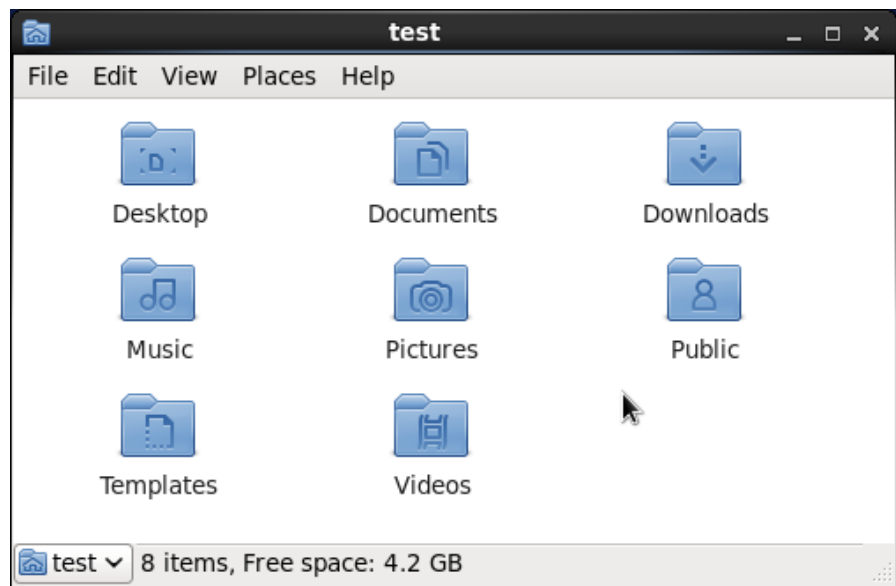 test
File Edit View Places Help
Desktop Documents Downloads
Music Pictures Public
Templates Videos
test 8 items, Free space: 4.2 GB